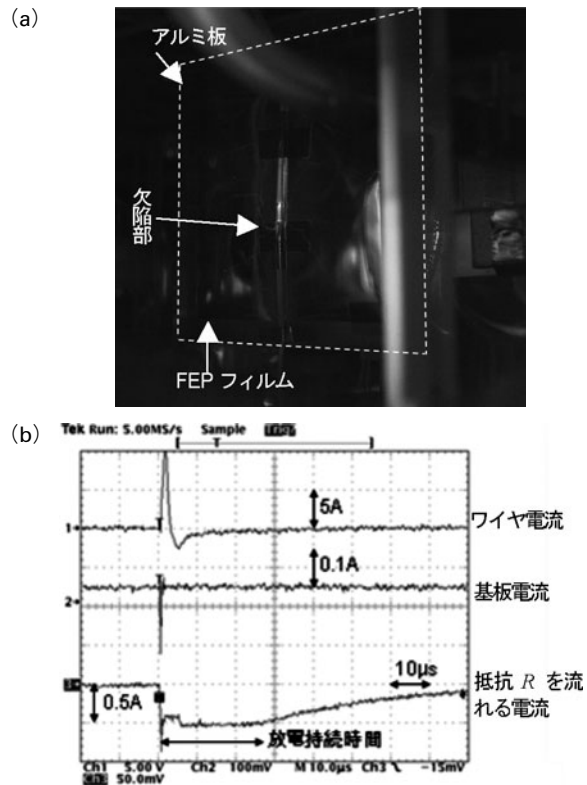 (a)
アルミ板
欠陥部
FEP フィルム
(b)
Tek Run: 5.00MS/s Sample Trig?
T
5A
1
ワイヤ電流
0.1A
2
基板電流
10μs
抵抗 R を流
れる電流
0.5A
放電持続時間
Ch1 5.00 V Ch2 100mV M 10.0μs Ch3 -15mV
Ch3 50.0mV